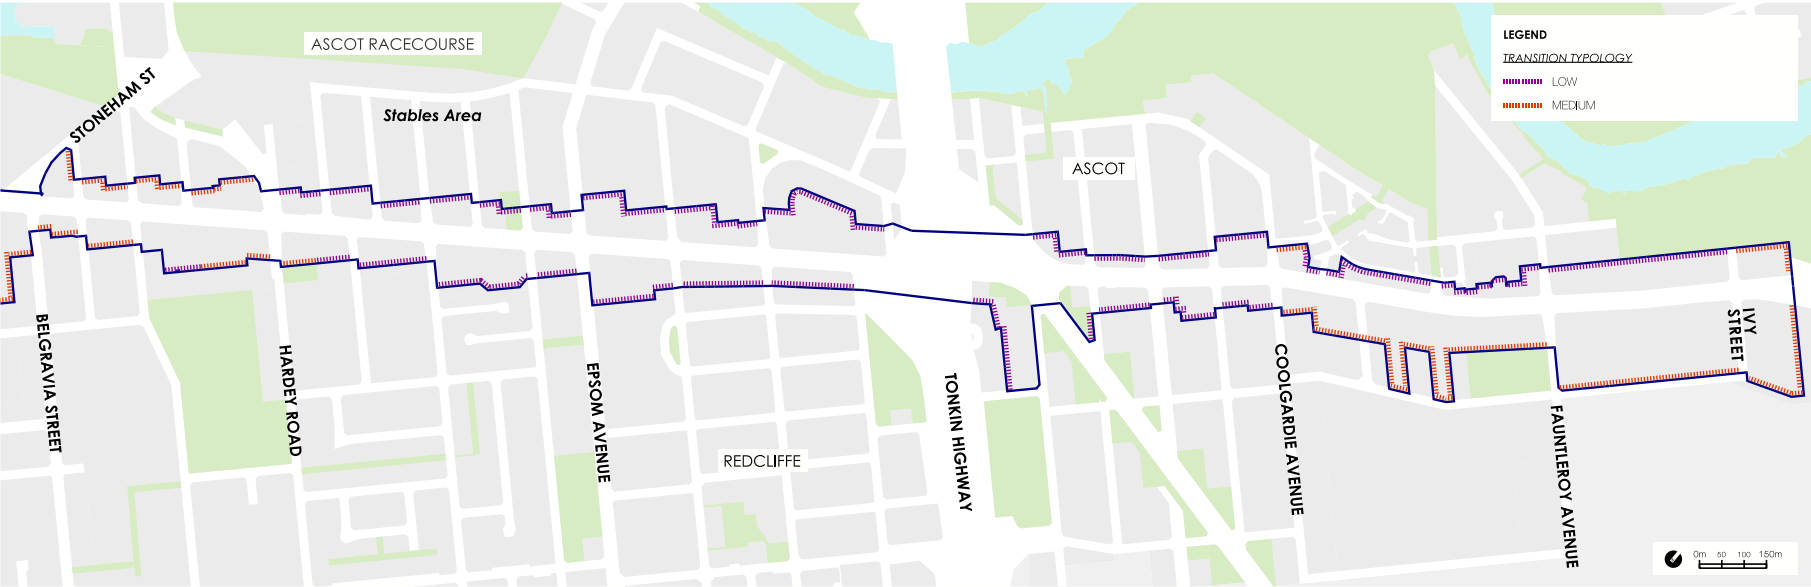 LEGEND
TRANSITION TYPOLOGY
LOW
MEDIUM
ASCOT RACECOURSE
STONEHAM ST
Stables Area
ASCOT
BELGRAVIA STREET
HARDEY ROAD
EPSOM AVENUE
REDCLIFFE
TONKIN HIGHWAY
COOLGARDIE AVENUE
FAUNTLEROY AVENUE
IVY
STREET
0m 50 100 150m